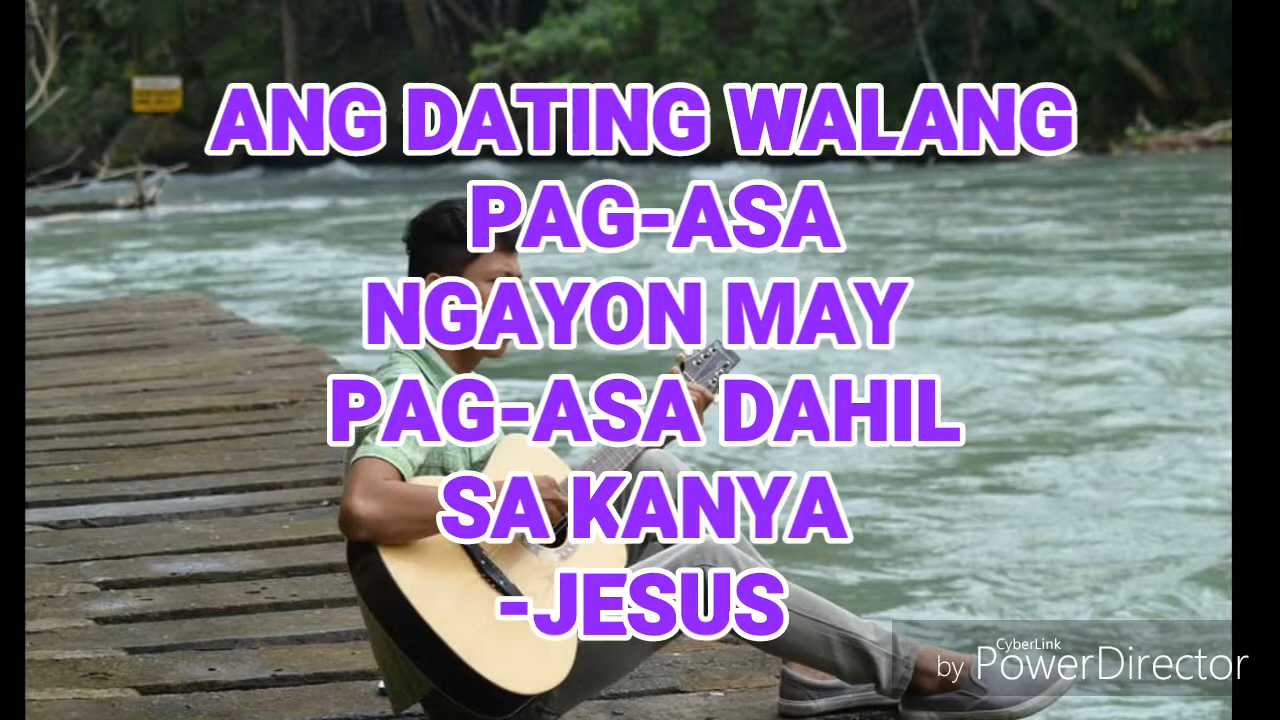 ANG DATING WALANG
PAG-ASA
NGAYON MAY
PAG-ASA DAHIL
SA KANYA
-JESUS
CyberLink
by PowerDirector